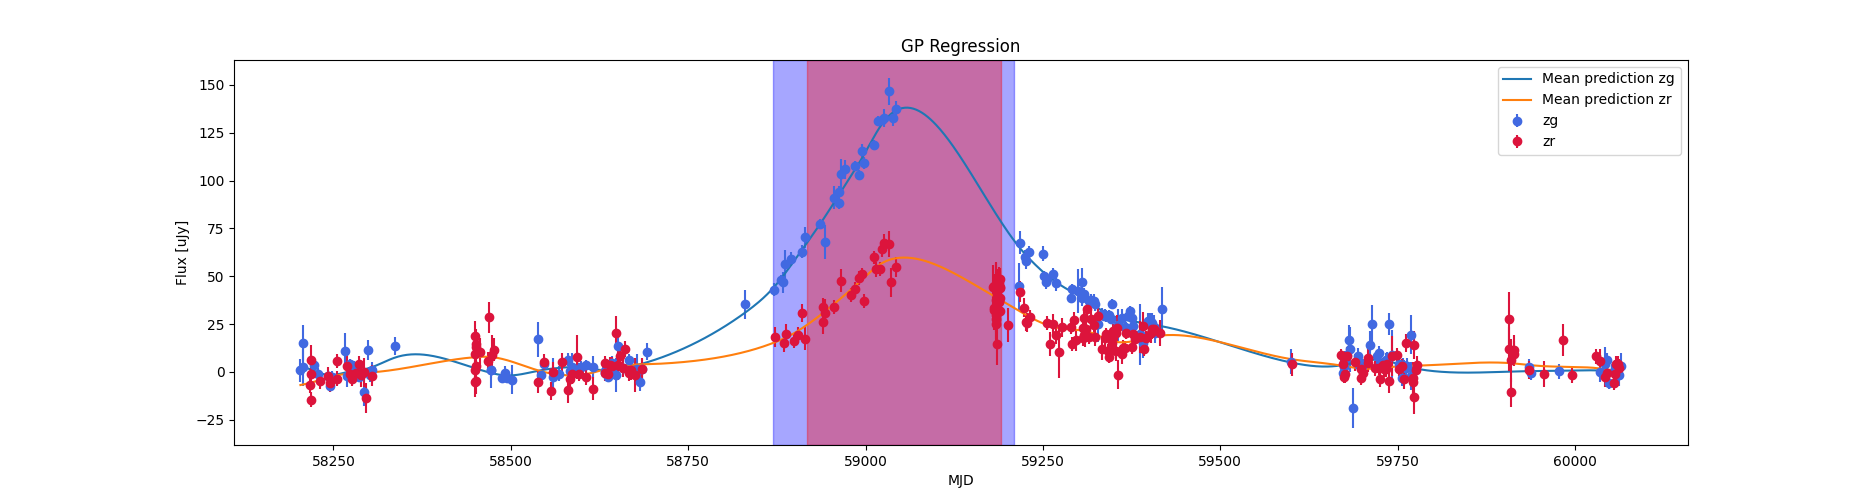 GP Regression
Flux [uJy]
150
125
100
75
50
25
0
−25
Mean prediction zg
Mean prediction zr
zg
zr
58250 58500 58750 59000 59250 59500 59750 60000
MJD